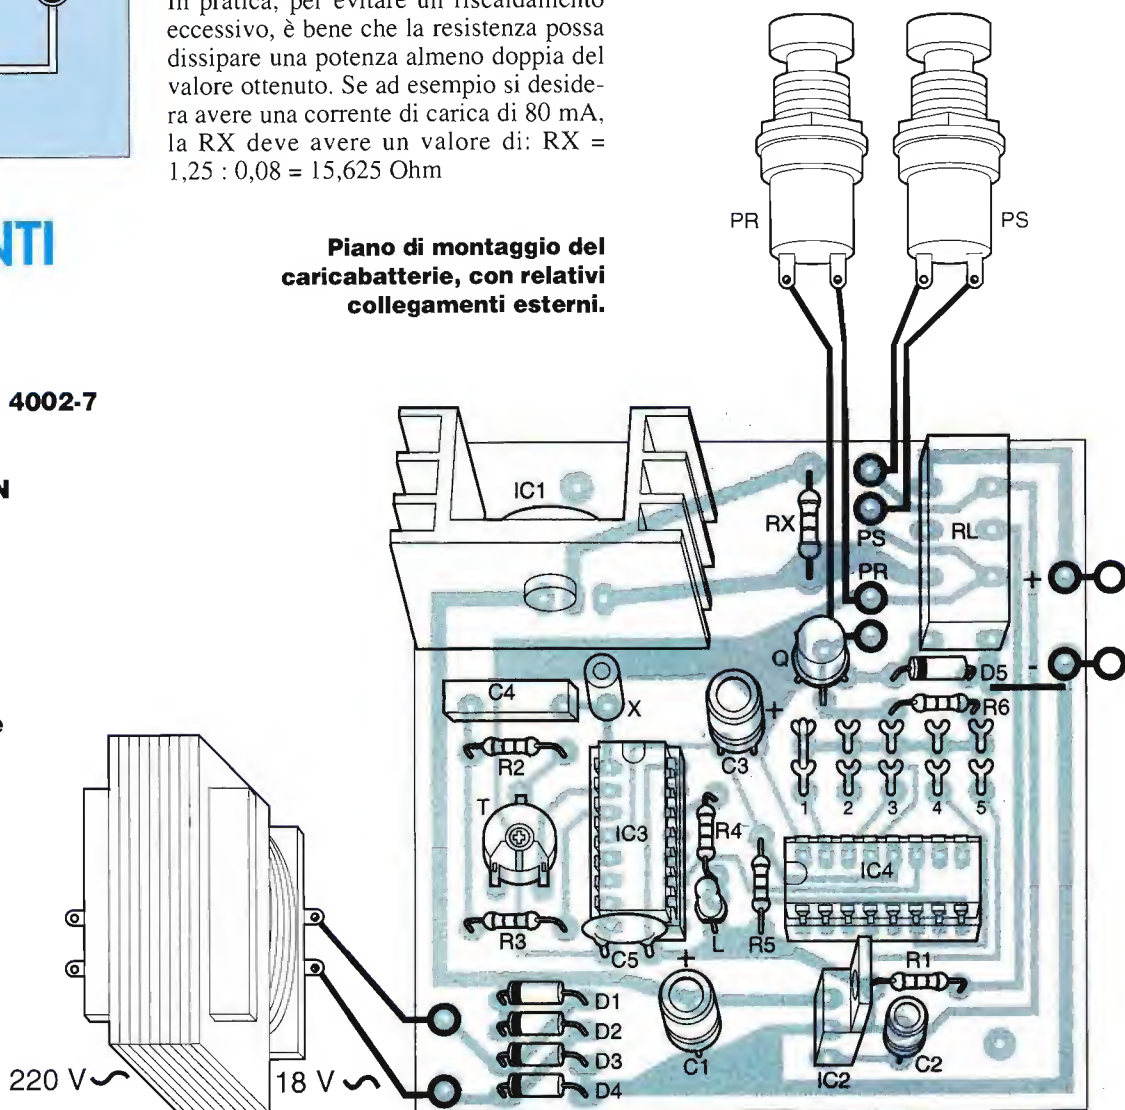 In pratica, per evitare un riscaldamento
eccessivo, è bene che la resistenza possa
dissipare una potenza almeno doppia del
valore ottenuto. Se ad esempio si deside-
ra avere una corrente di carica di 80 mA,
la RX deve avere un valore di: RX =
1,25 : 0,08 = 15,625 Ohm
NTI
Piano di montaggio del
caricabatterie, con relativi
collegamenti esterni.
4002-7
N
e
PR
PS
IC1
RX
PS
RL
PR
+
Q
-
D5
R6
C4
X
+
C3
R2
1 2 3 4 5
T
IC3
R4
IC4
R3
C5
L
R5
+
R1
D1
D2
D3
D4
C1
IC2
C2
220 V
18 V